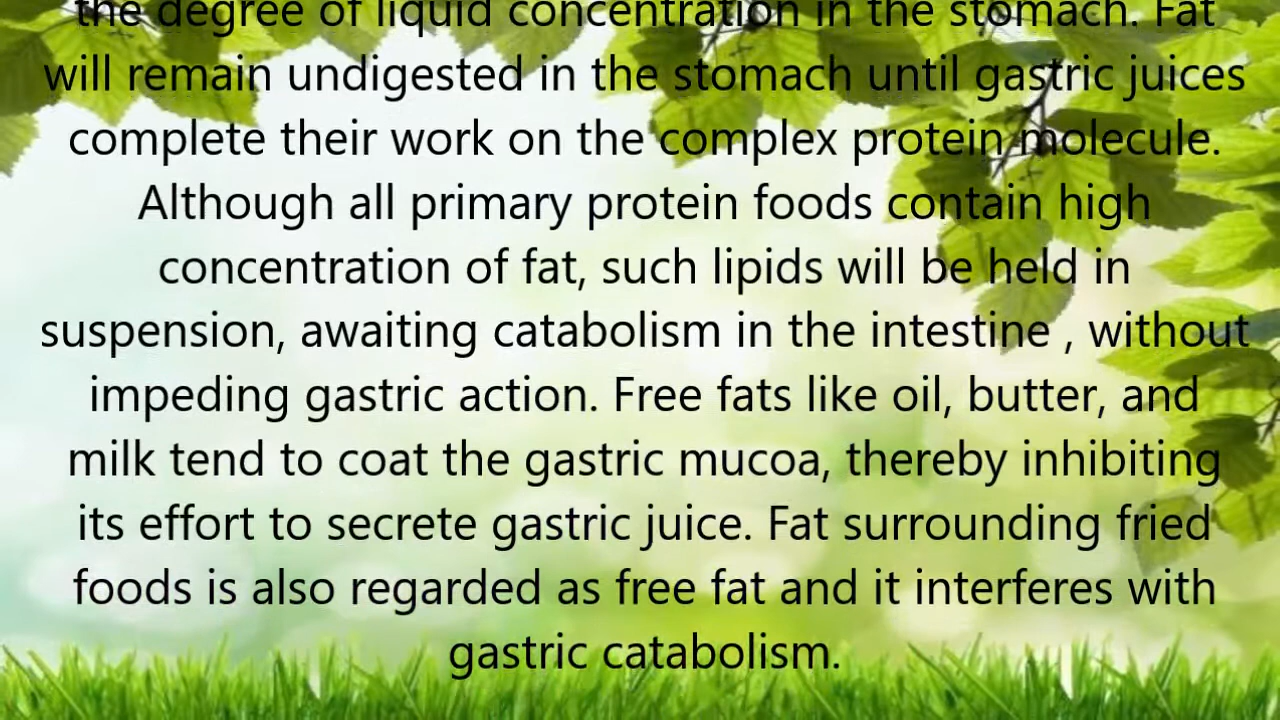 the degree of liquid concentration in the stomach. Fat
will remain undigested in the stomach until gastric juices
complete their work on the complex protein molecule.
Although all primary protein foods contain high
concentration of fat, such lipids will be held in
suspension, awaiting catabolism in the intestine , without
impeding gastric action. Free fats like oil, butter, and
milk tend to coat the gastric mucoa, thereby inhibiting
its effort to secrete gastric juice. Fat surrounding fried
foods is also regarded as free fat and it interferes with
gastric catabolism.